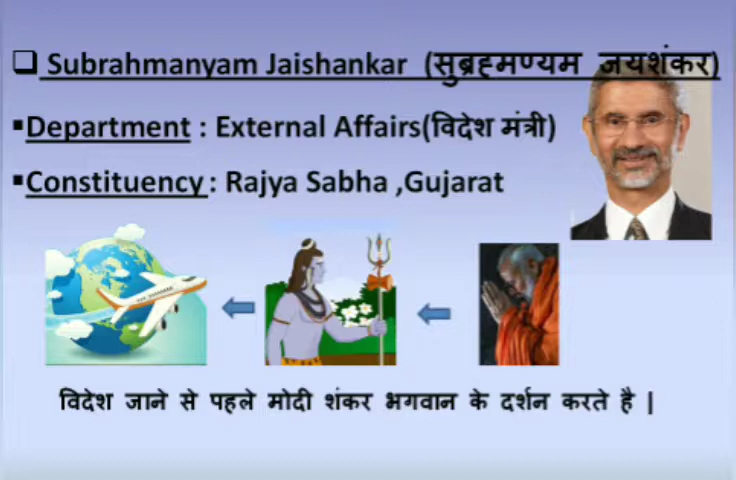 ❑ Subrahmanyam Jaishankar (सुब्रह्मण्यम जयशंकर)
▪Department : External Affairs(विदेश मंत्री)
▪Constituency : Rajya Sabha ,Gujarat
विदेश जाने से पहले मोदी शंकर भगवान के दर्शन करते है |